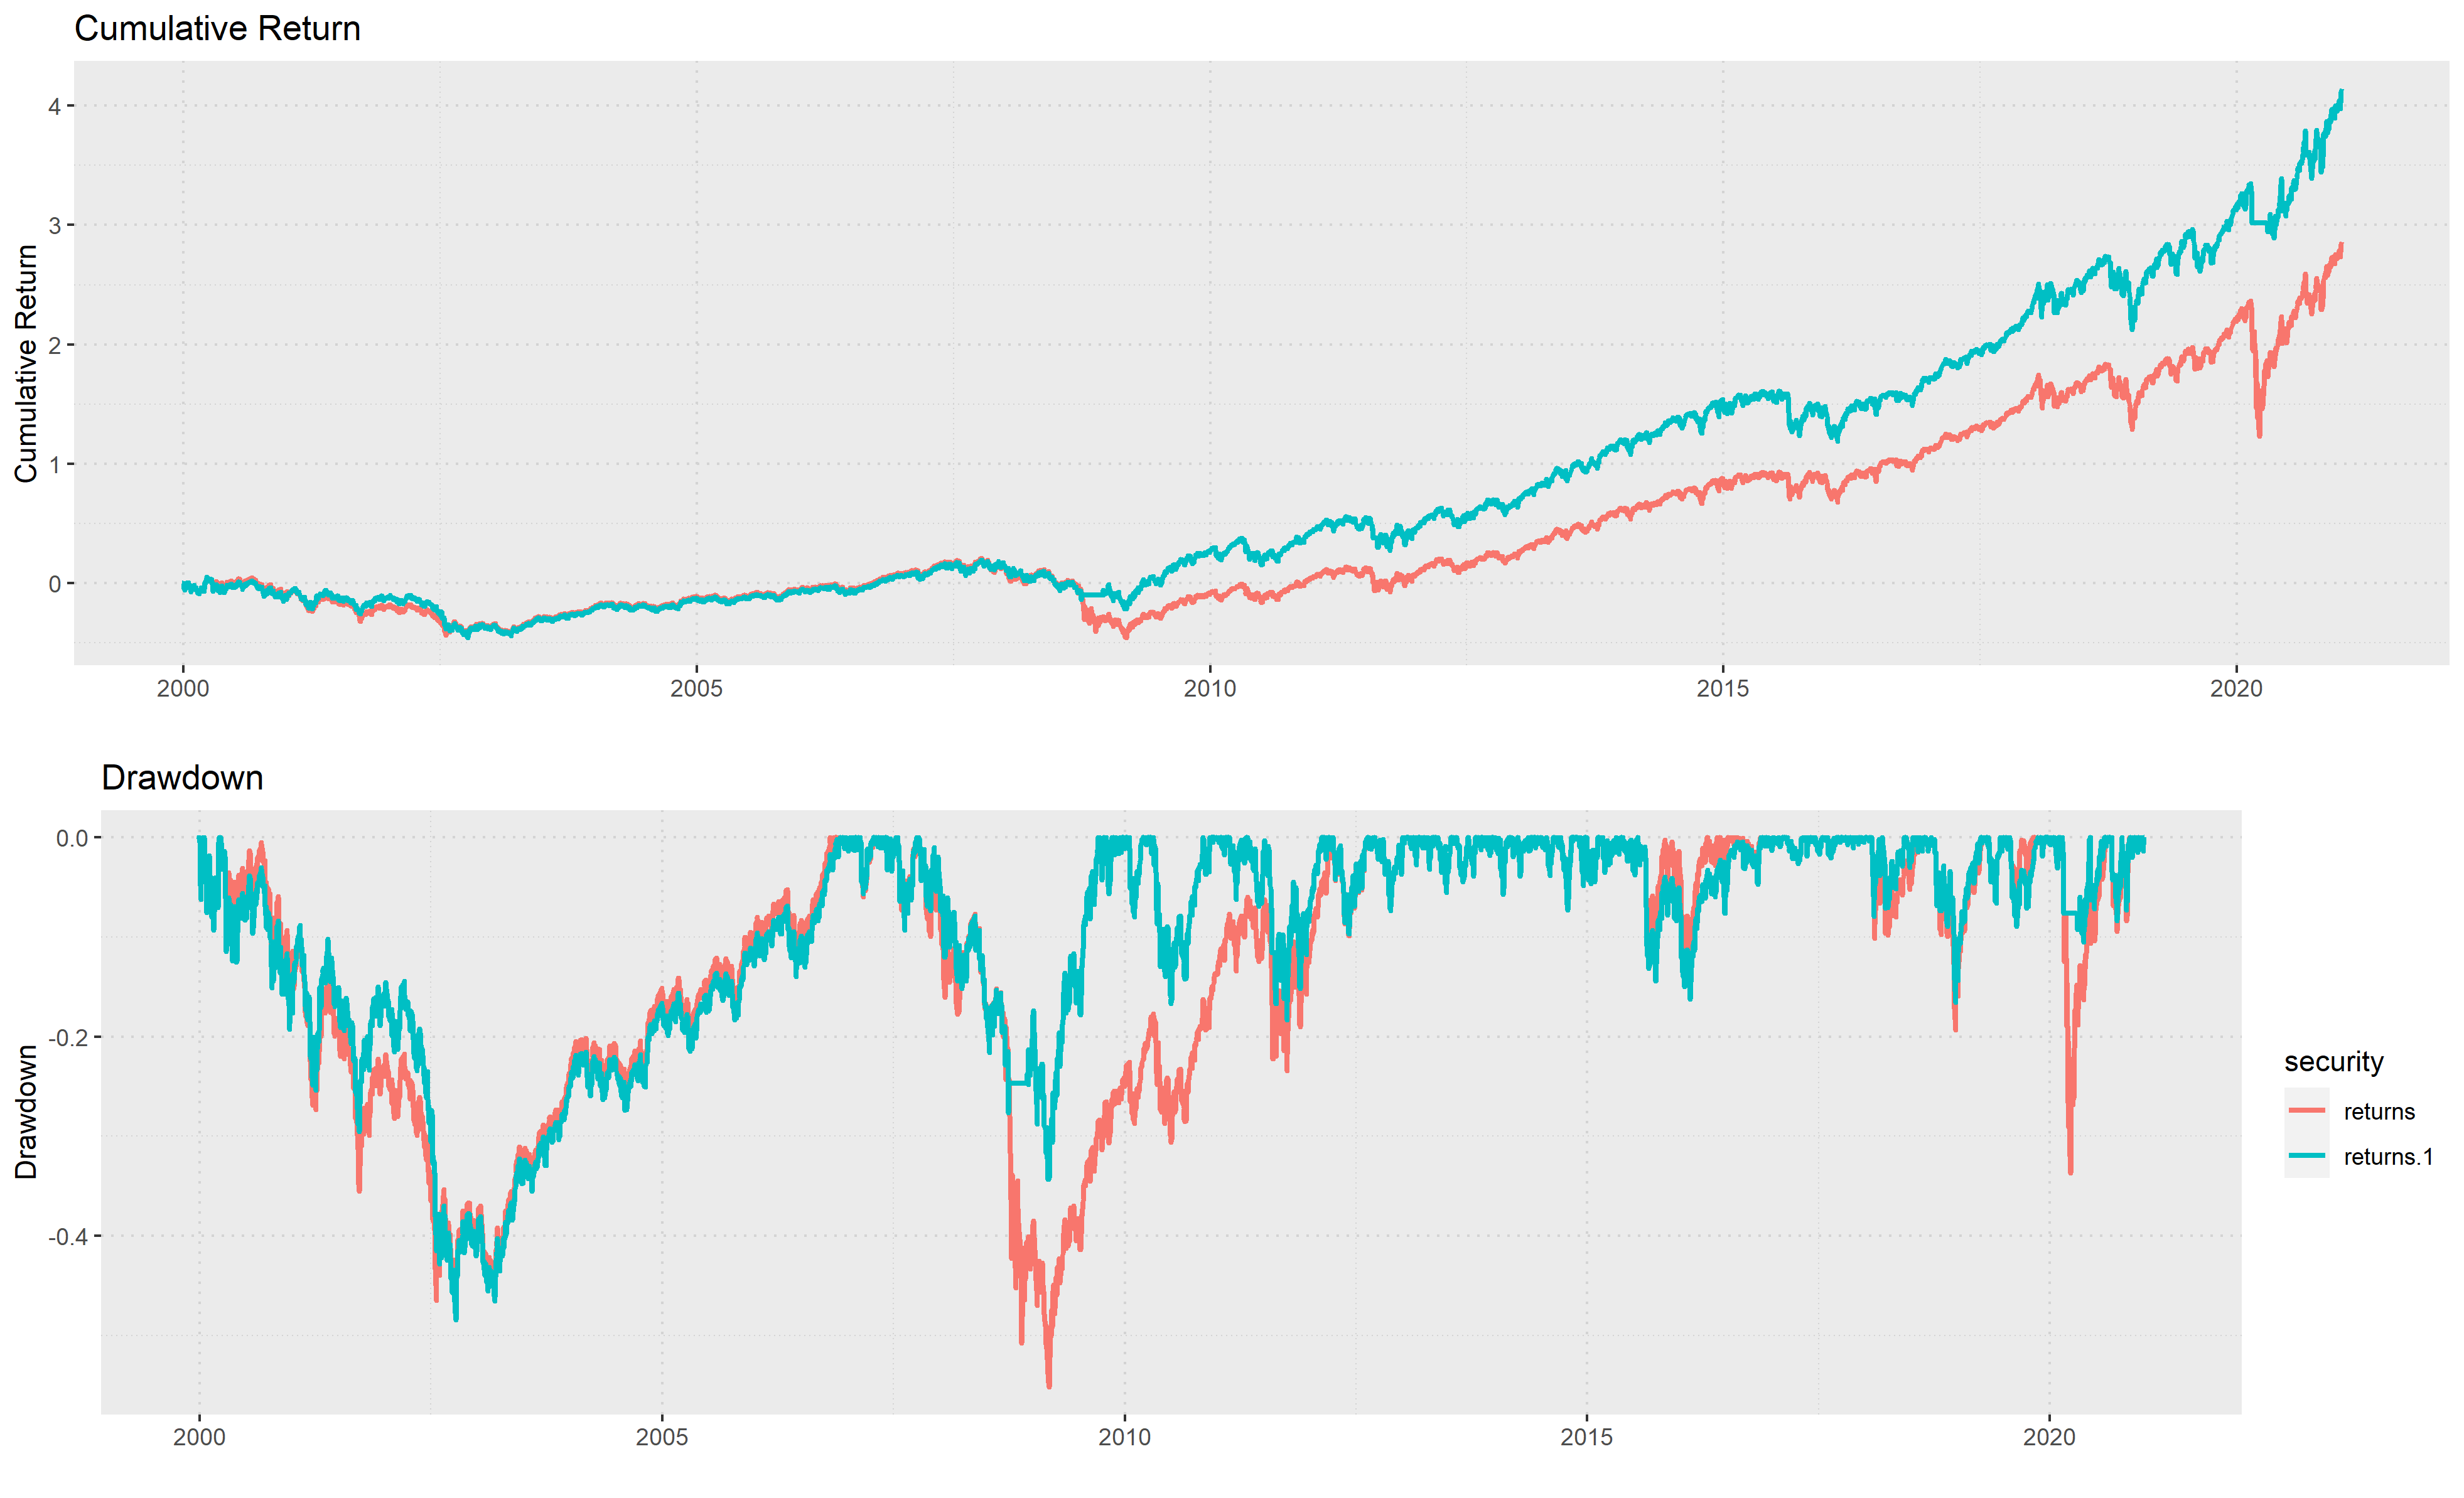 Cumulative Return
Cumulative Return
4
3
2
1
0
2000 2005 2010 2015 2020
Drawdown
Drawdown
0.0
-0.2
-0.4
2000 2005 2010 2015 2020
security
returns
returns.1